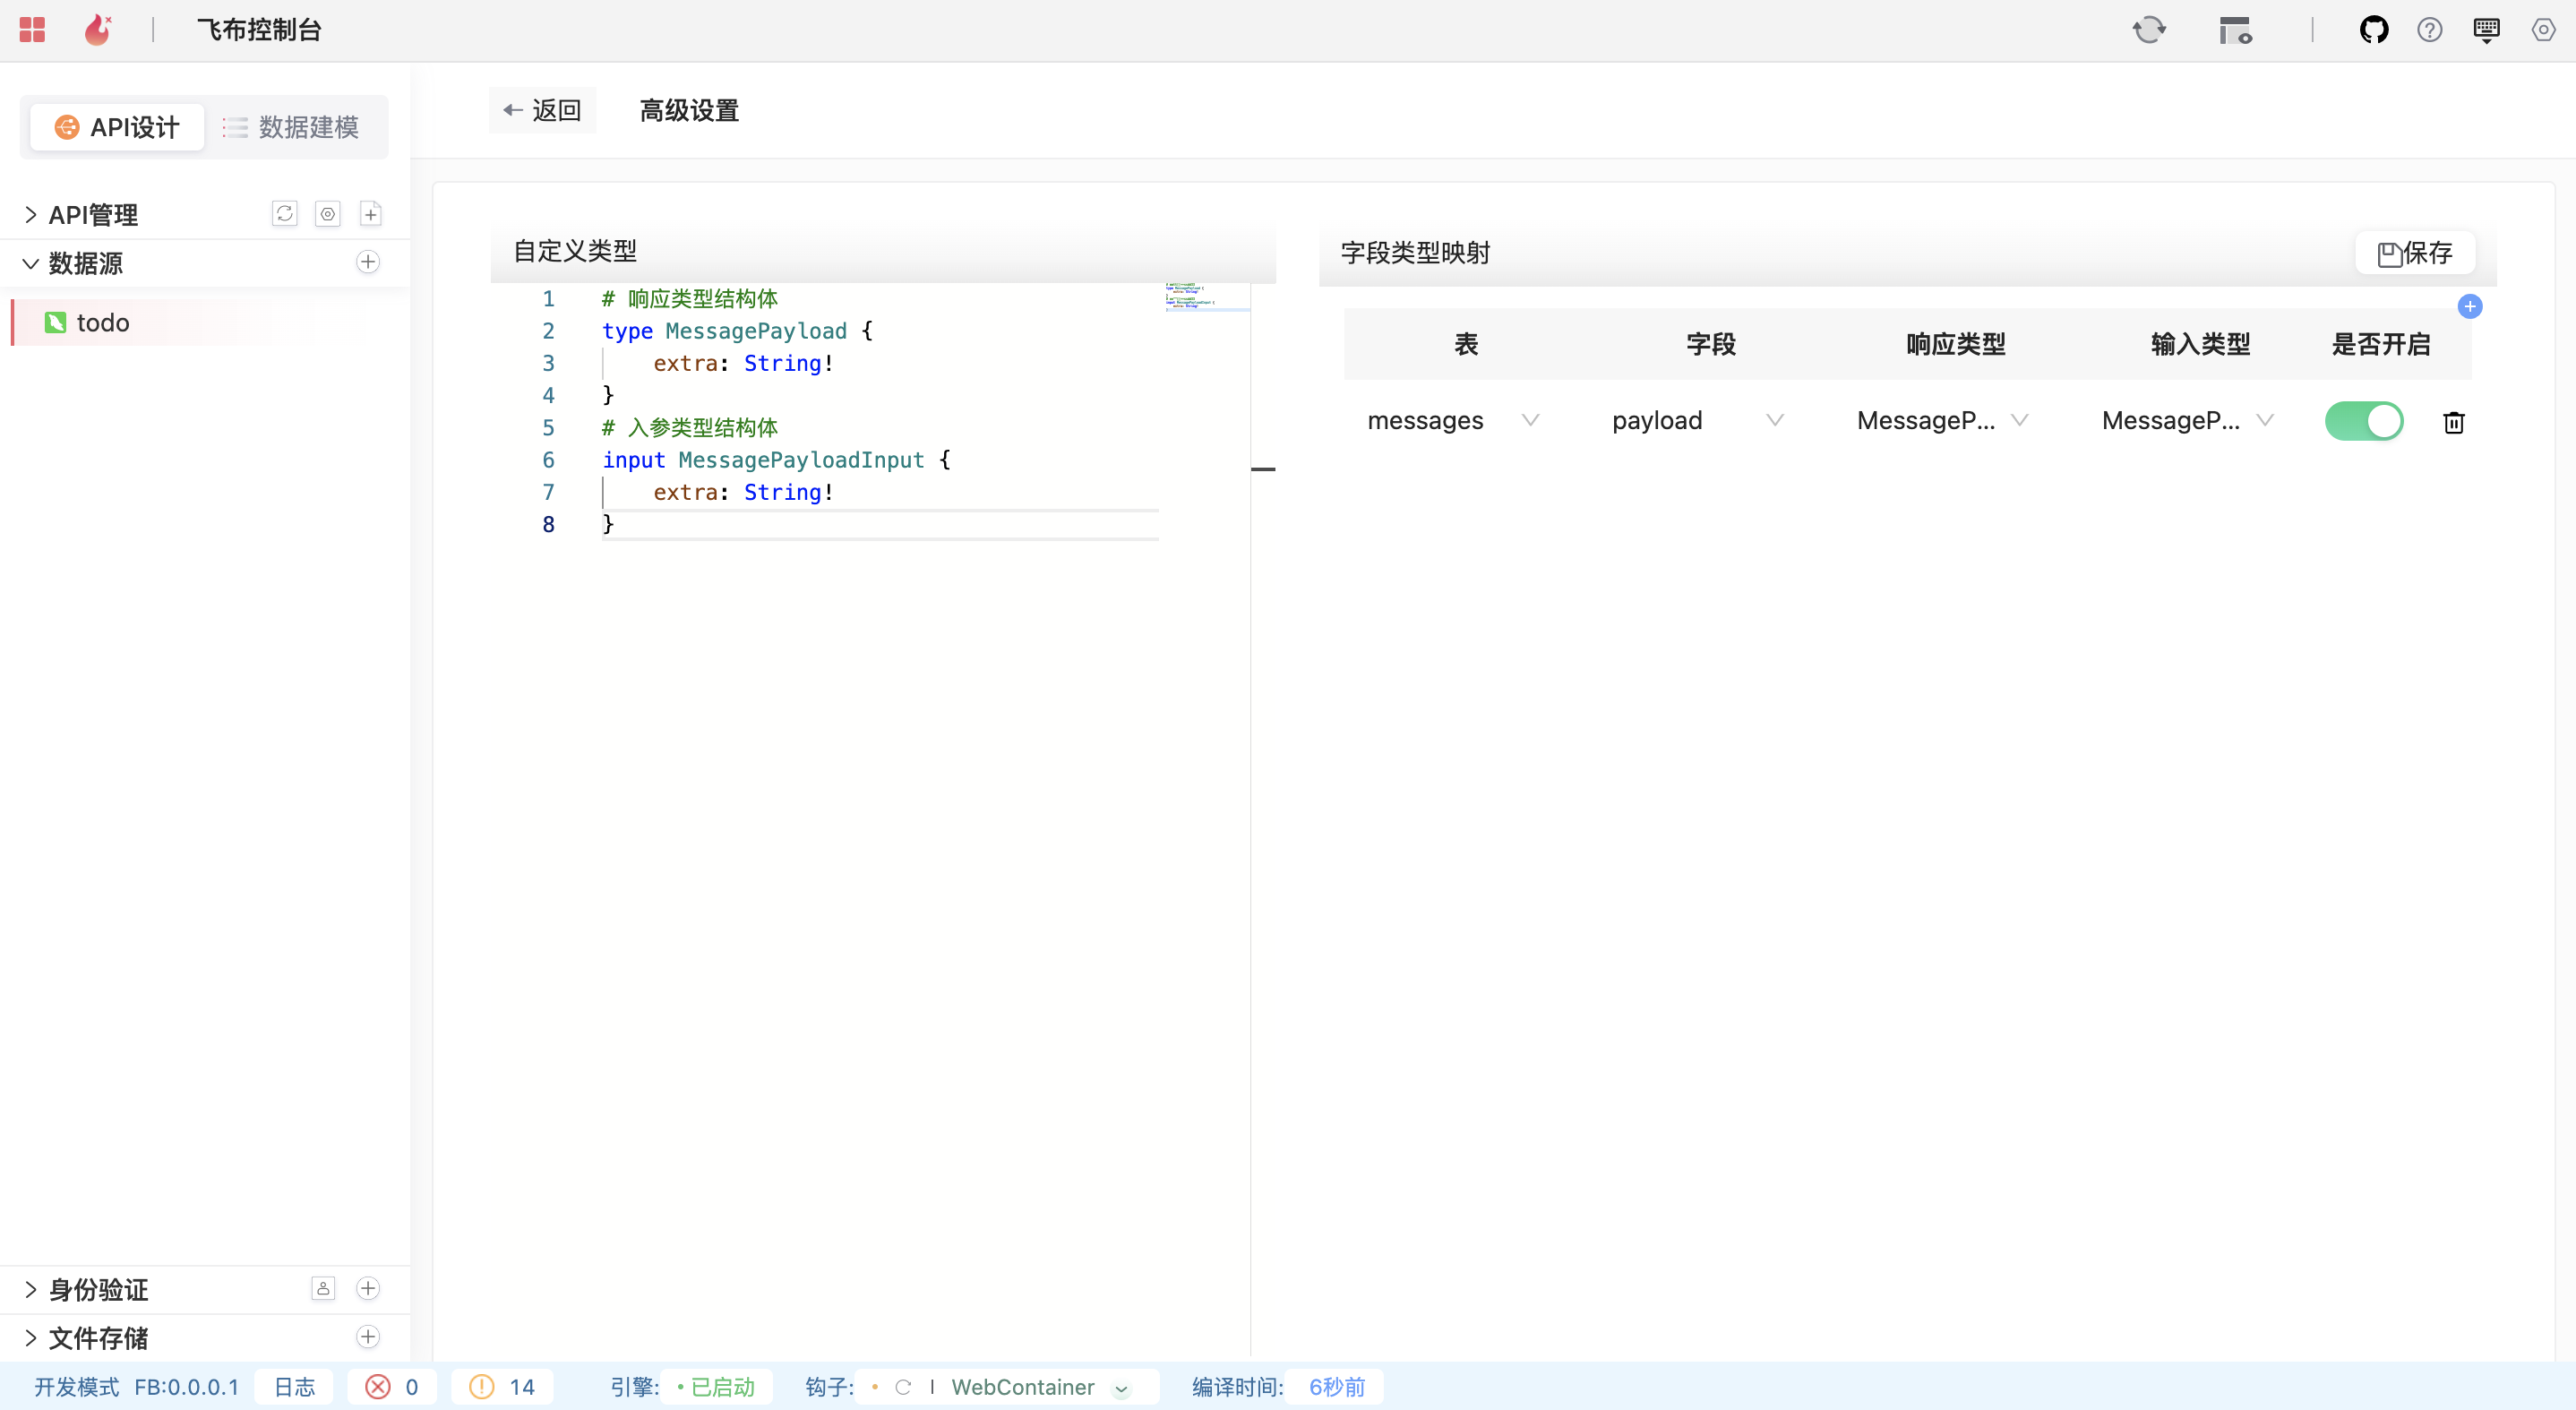 飞布控制台
API设计
数据建模
API管理
数据源
todo
身份验证
文件存储
返回
高级设置
自定义类型
1 # 响应类型结构体
2 type MessagePayload {
3 extra: String!
4 }
5 # 入参类型结构体
6 input MessagePayloadInput {
7 extra: String!
8 }
字段类型映射
保存
表 字段 响应类型 输入类型 是否开启
messages payload MessageP... MessageP...
开发模式 FB:0.0.0.1 日志 0 14 引擎: 已启动 钩子: WebContainer 编译时间: 6秒前